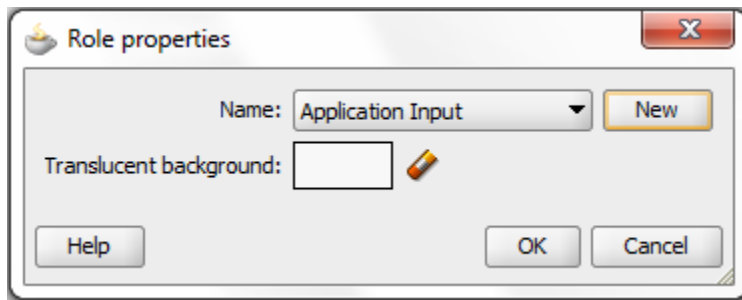 Role properties
Name: Application Input New
Translucent background:
Help OK Cancel